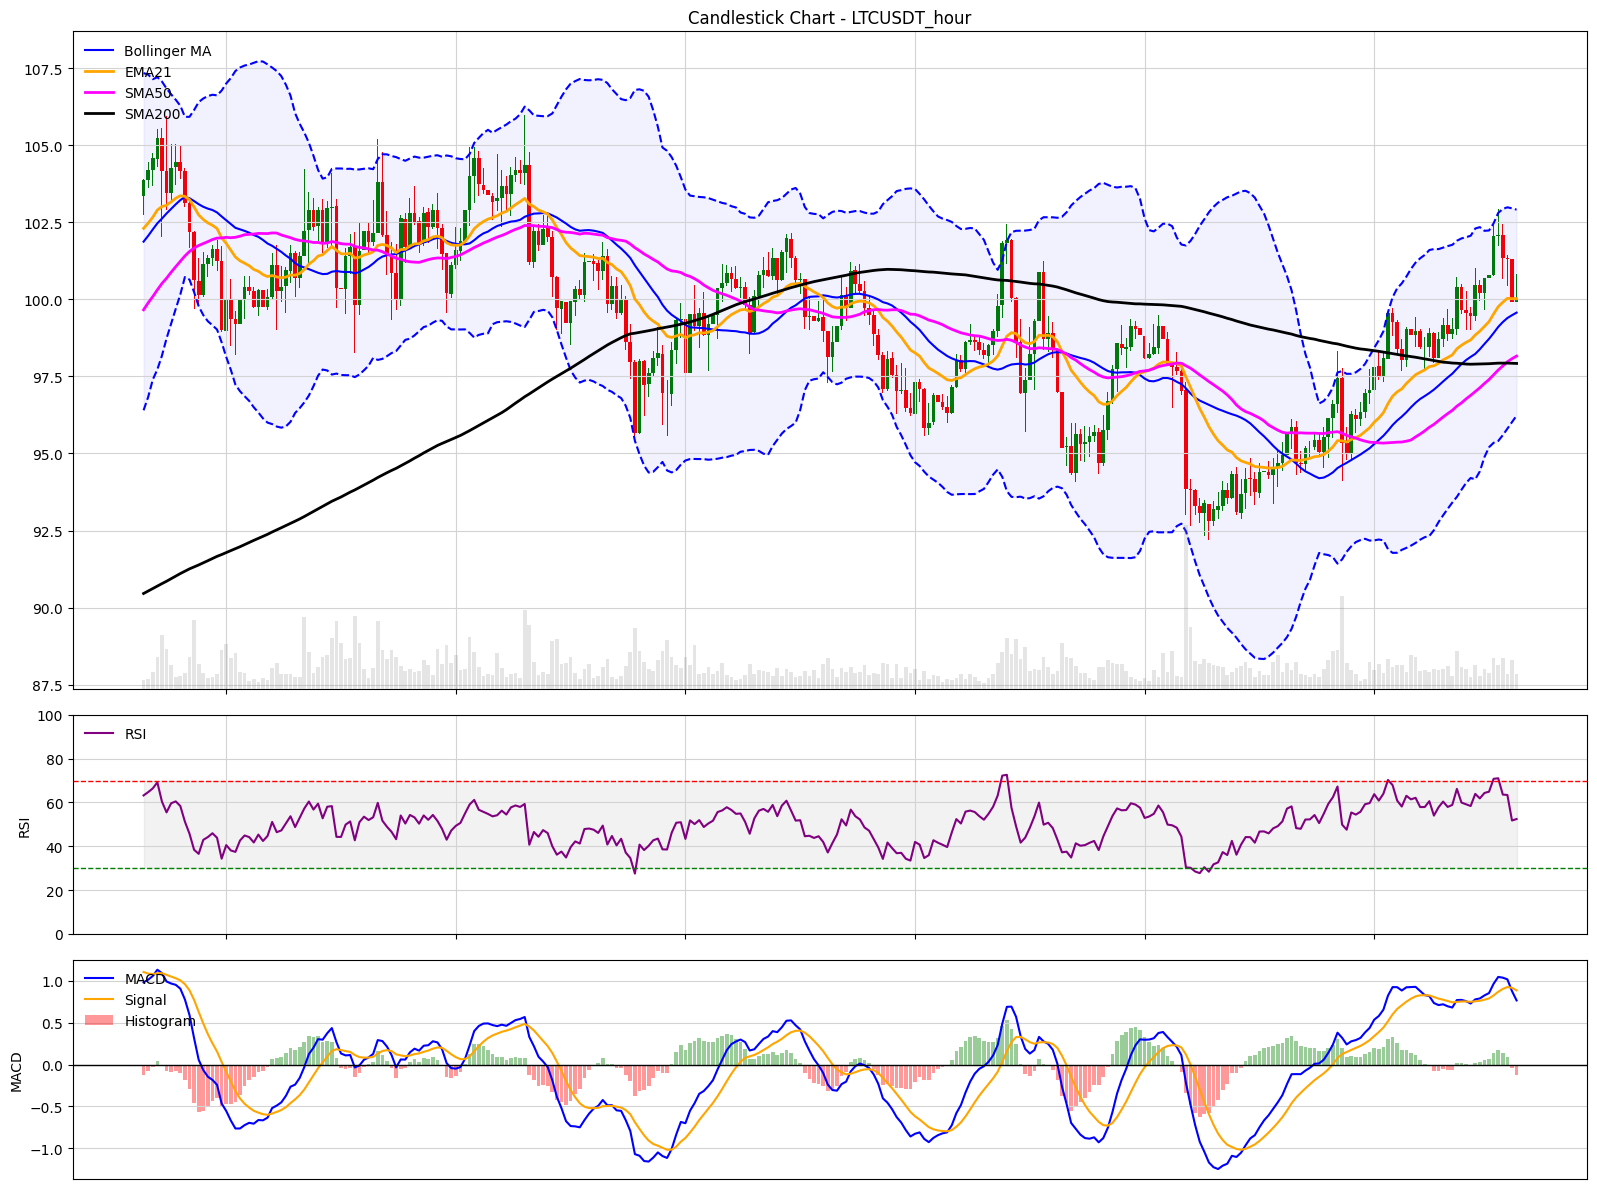 Candlestick Chart - LTCUSDT_hour
Bollinger MA
EMA21
SMA50
SMA200
107.5
105.0
102.5
100.0
97.5
95.0
92.5
90.0
87.5
RSI
100
80
60
40
20
0
RSI
MACD
Signal
Histogram
1.0
0.5
0.0
−0.5
−1.0
MACD